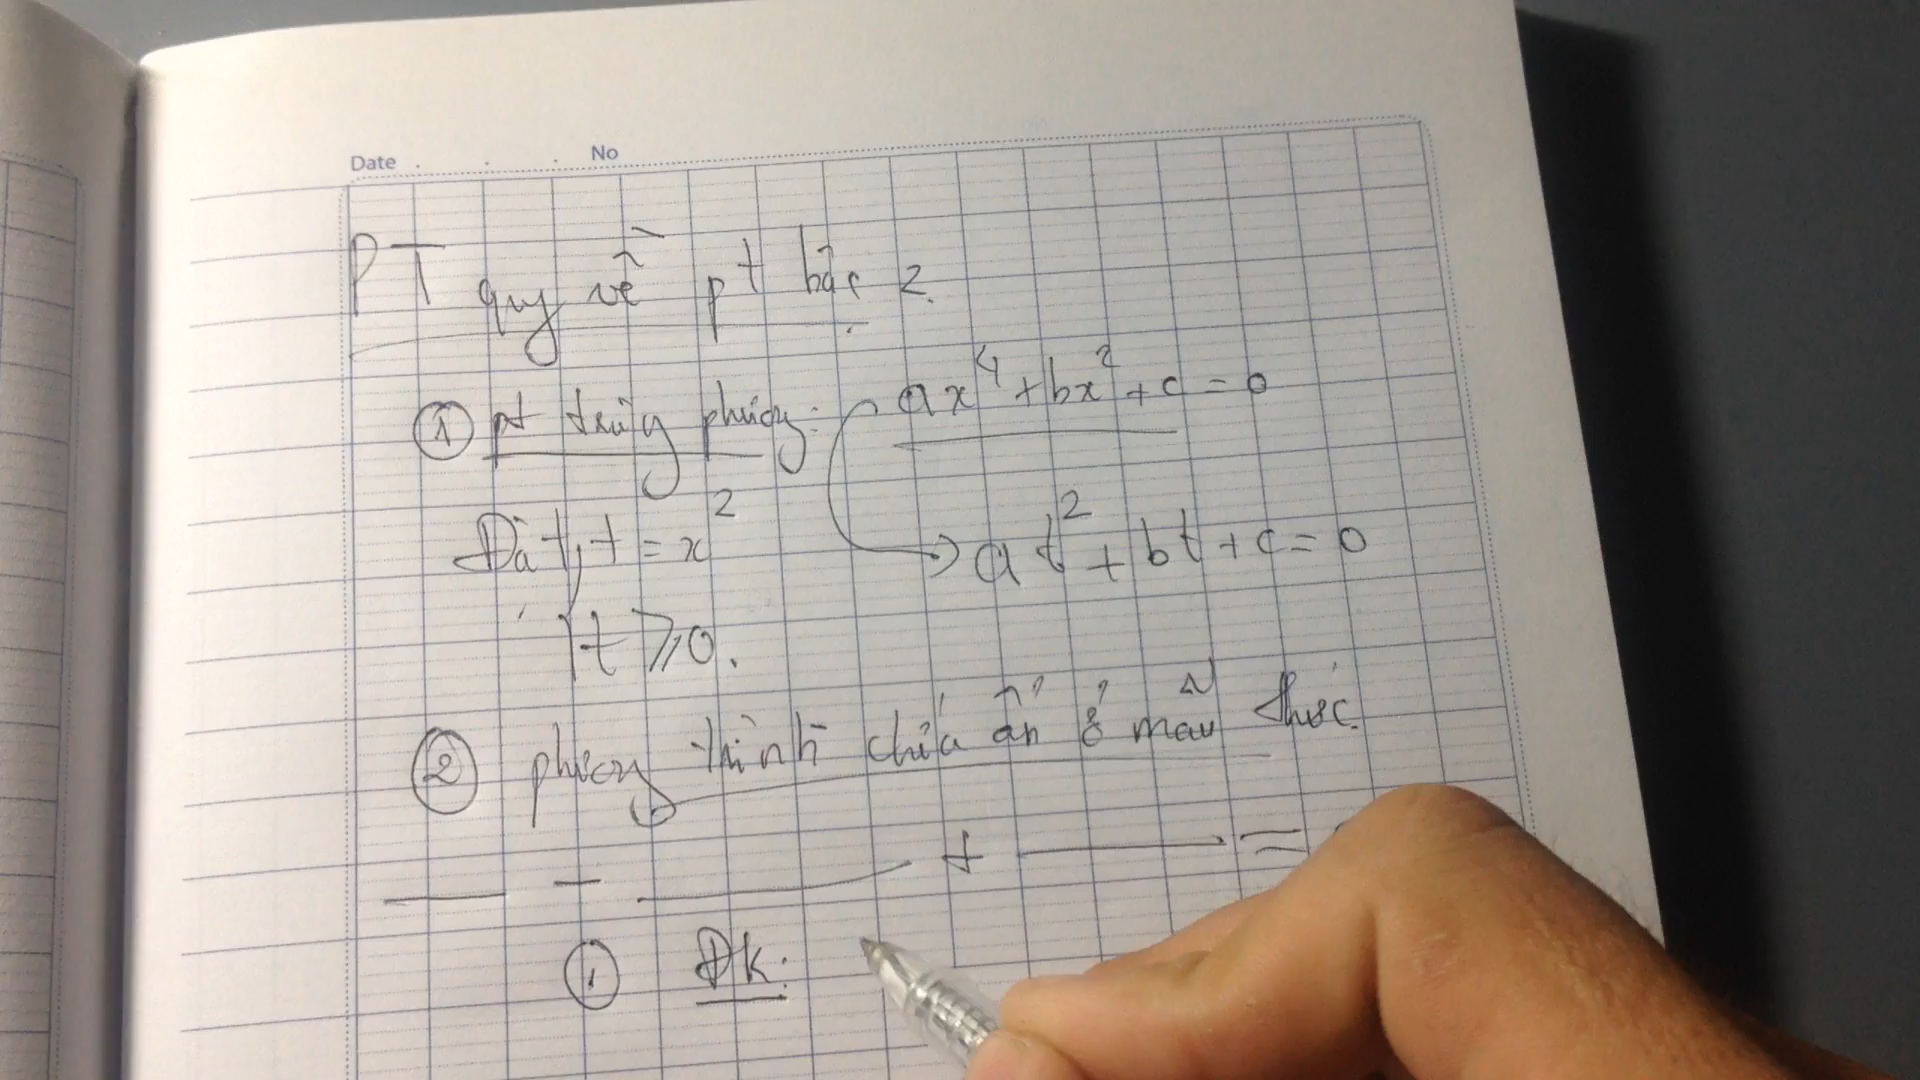 Date No
PT quy về pt bậc 2.
① pt trùng phương: ax⁴ + bx² + c = 0
Đặt t = x² → at² + bt + c = 0
t ⩾ 0.
② phương trình chứa ẩn ở mẫu thức.
— + =
① ĐK: